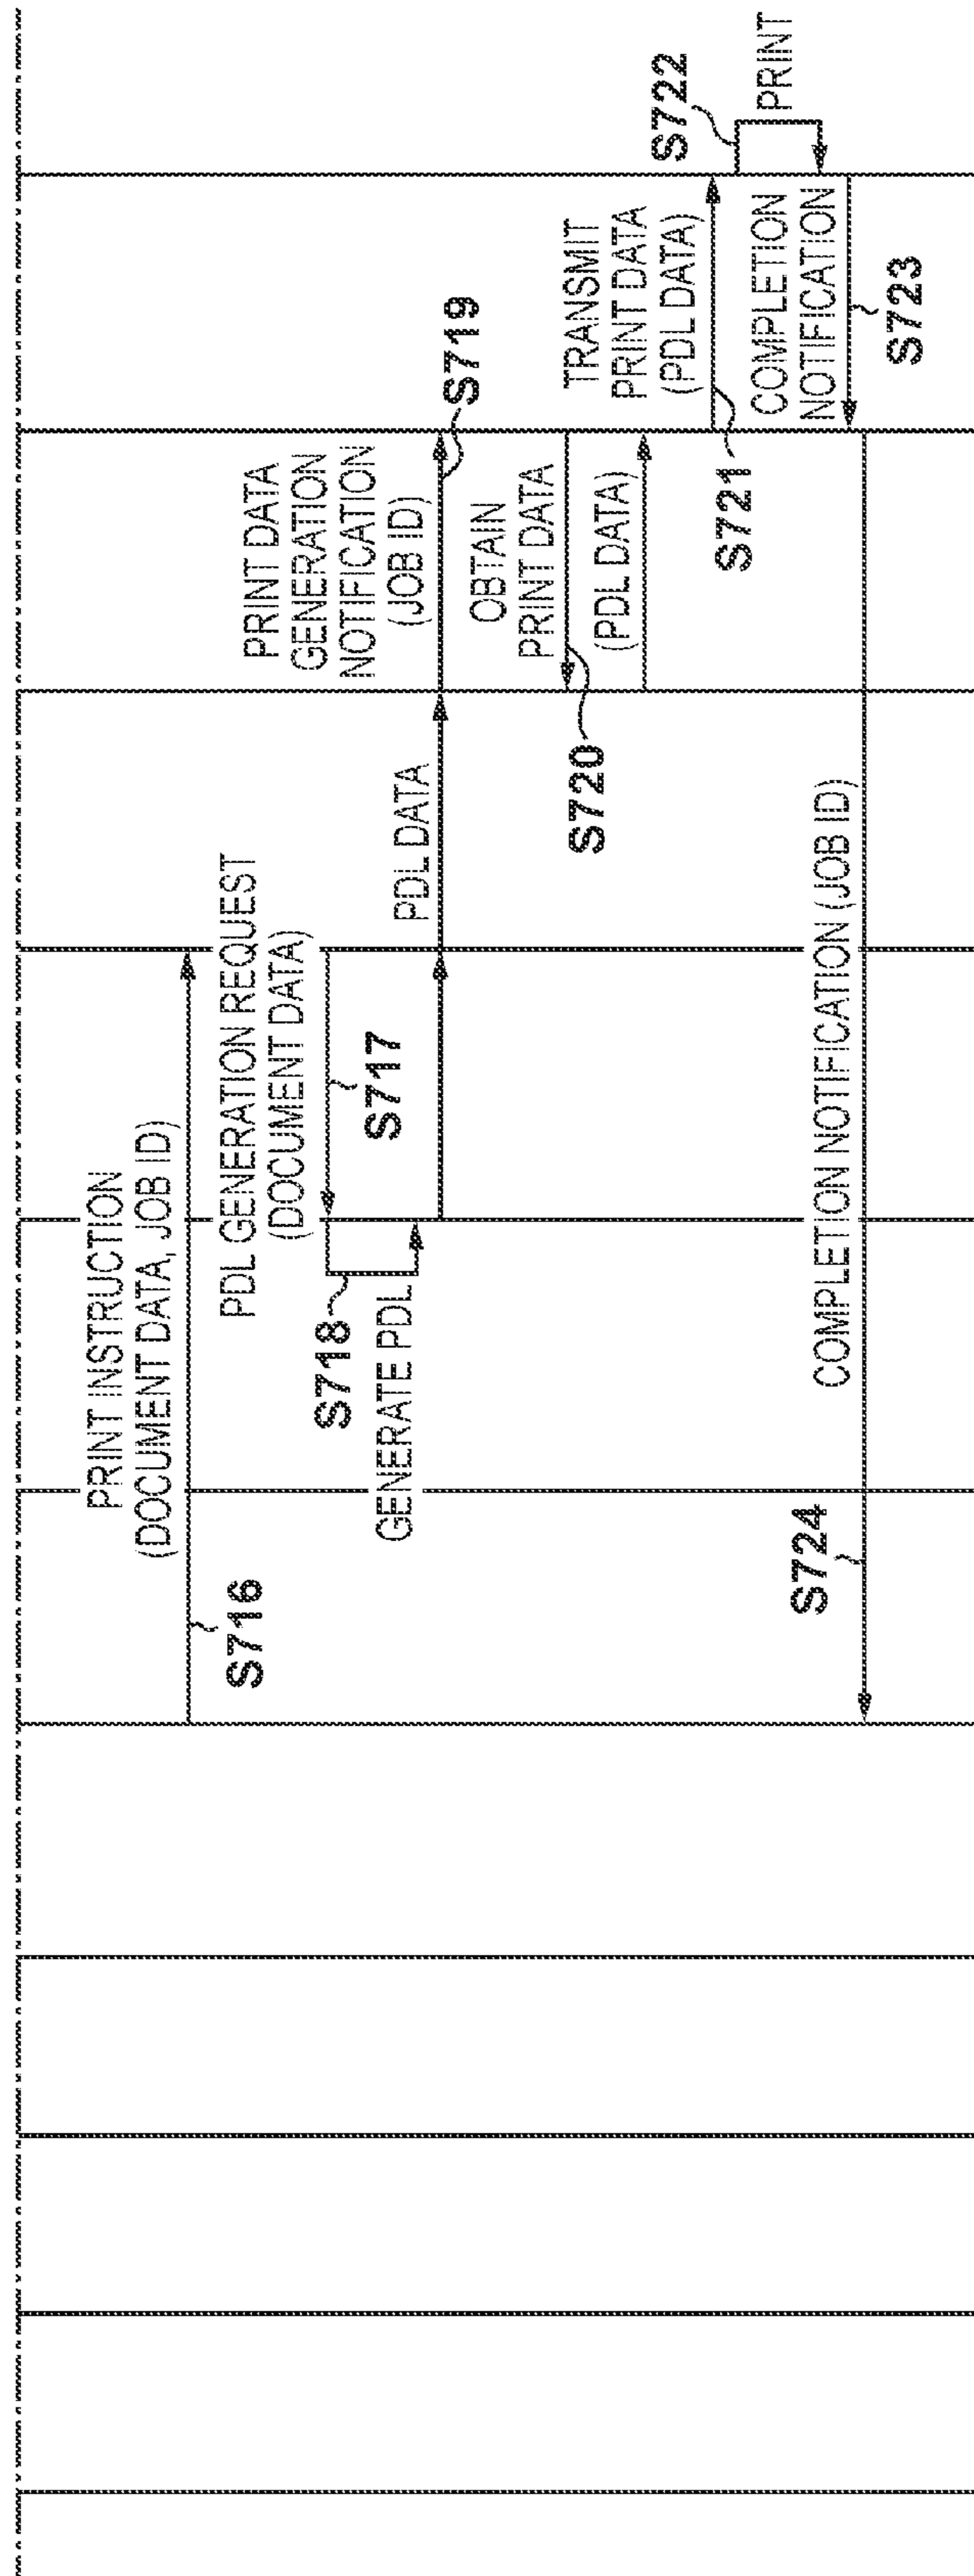 PRINT INSTRUCTION
(DOCUMENT DATA, JOB ID)
S716
PDL GENERATION REQUEST
(DOCUMENT DATA)
S717
S718
GENERATE PDL
PDL DATA
PRINT DATA
GENERATION
NOTIFICATION
(JOB ID)
S719
OBTAIN
PRINT DATA
S720
(PDL DATA)
TRANSMIT
PRINT DATA
(PDL DATA)
S721
S722
PRINT
COMPLETION
NOTIFICATION
S723
COMPLETION NOTIFICATION (JOB ID)
S724